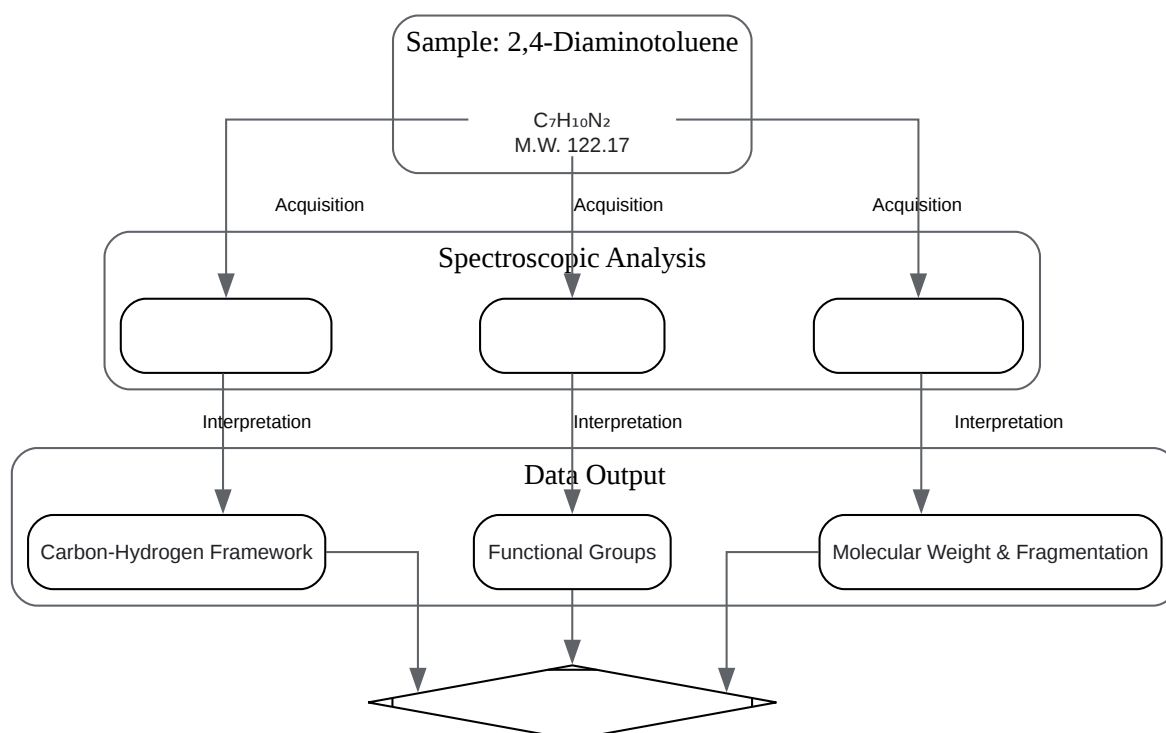 Sample: 2,4-Diaminotoluene
C₇H₁₀N₂
M.W. 122.17
Acquisition
Acquisition
Acquisition
Spectroscopic Analysis
Interpretation
Interpretation
Interpretation
Data Output
Carbon-Hydrogen Framework
Functional Groups
Molecular Weight & Fragmentation